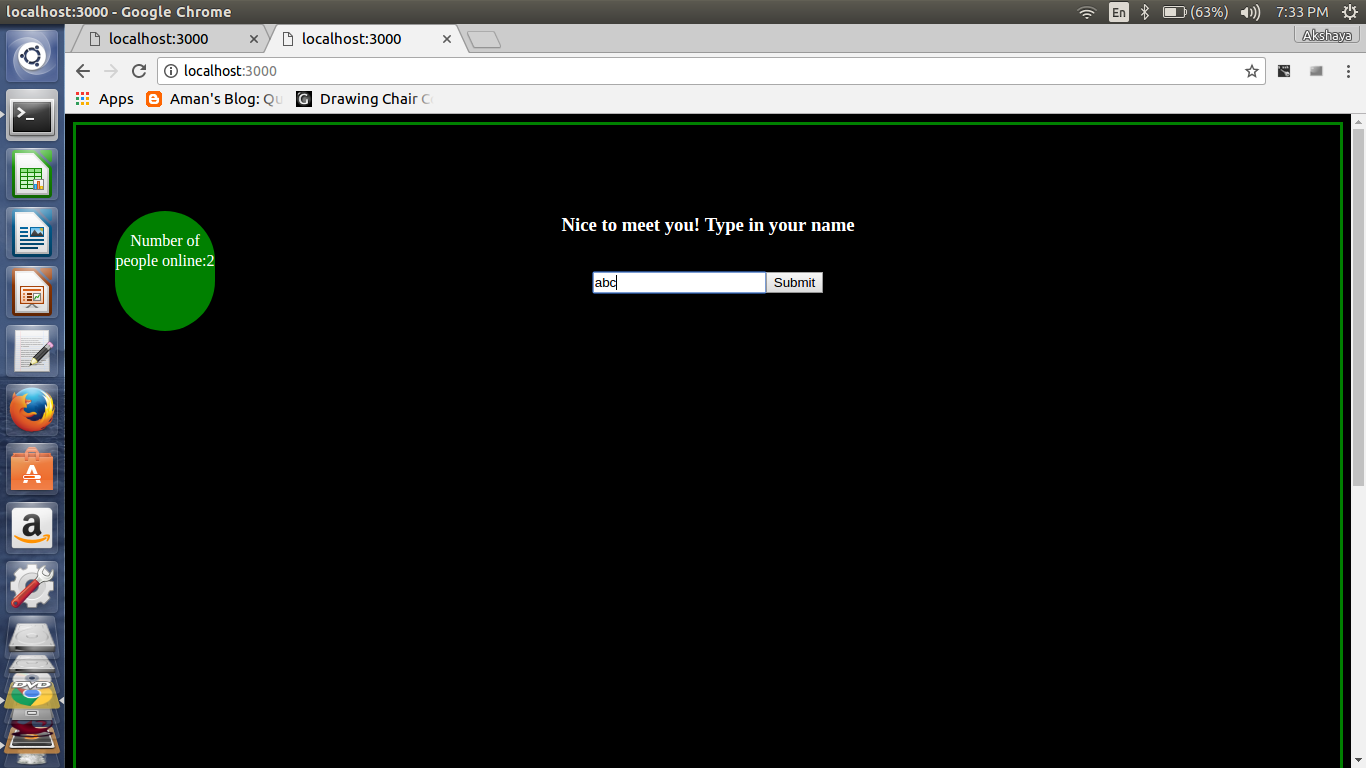 localhost:3000 - Google Chrome
En
(63%)
7:33 PM
localhost:3000
localhost:3000
Akshaya
localhost:3000
Apps
Aman's Blog: Qu
Drawing Chair C
Nice to meet you! Type in your name
Number of
people online:2
abc
Submit
DVD